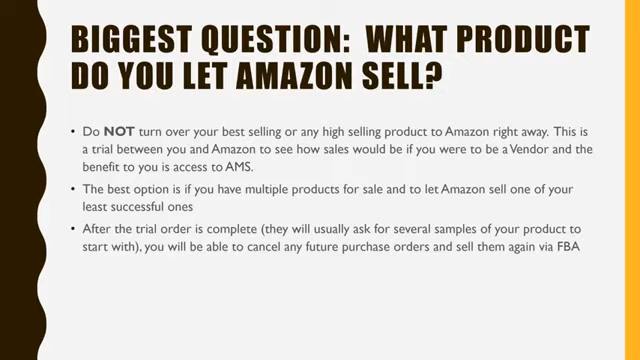 BIGGEST QUESTION: WHAT PRODUCT
DO YOU LET AMAZON SELL?
• Do NOT turn over your best selling or any high selling product to Amazon right away. This is
a trial between you and Amazon to see how sales would be if you were to be a Vendor and the
benefit to you is access to AMS.
• The best option is if you have multiple products for sale and to let Amazon sell one of your
least successful ones
• After the trial order is complete (they will usually ask for several samples of your product to
start with), you will be able to cancel any future purchase orders and sell them again via FBA